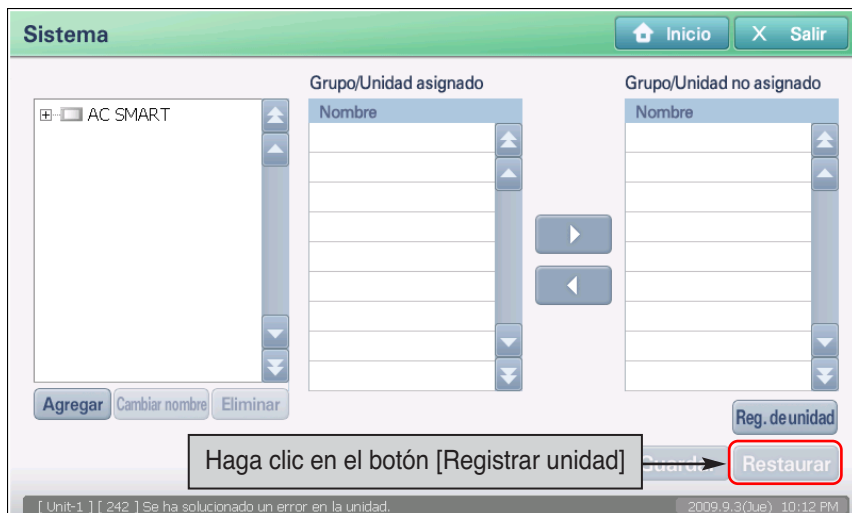 Sistema
Inicio
X Salir
Grupo/Unidad asignado
Grupo/Unidad no asignado
AC SMART
Nombre
Nombre
Agregar
Cambiar nombre
Eliminar
Reg. de unidad
Haga clic en el botón [Registrar unidad]
Guardar
Restaurar
[ Unit-1 ] [ 242 ] Se ha solucionado un error en la unidad.
2009.9.3(Jue) 10:12 PM